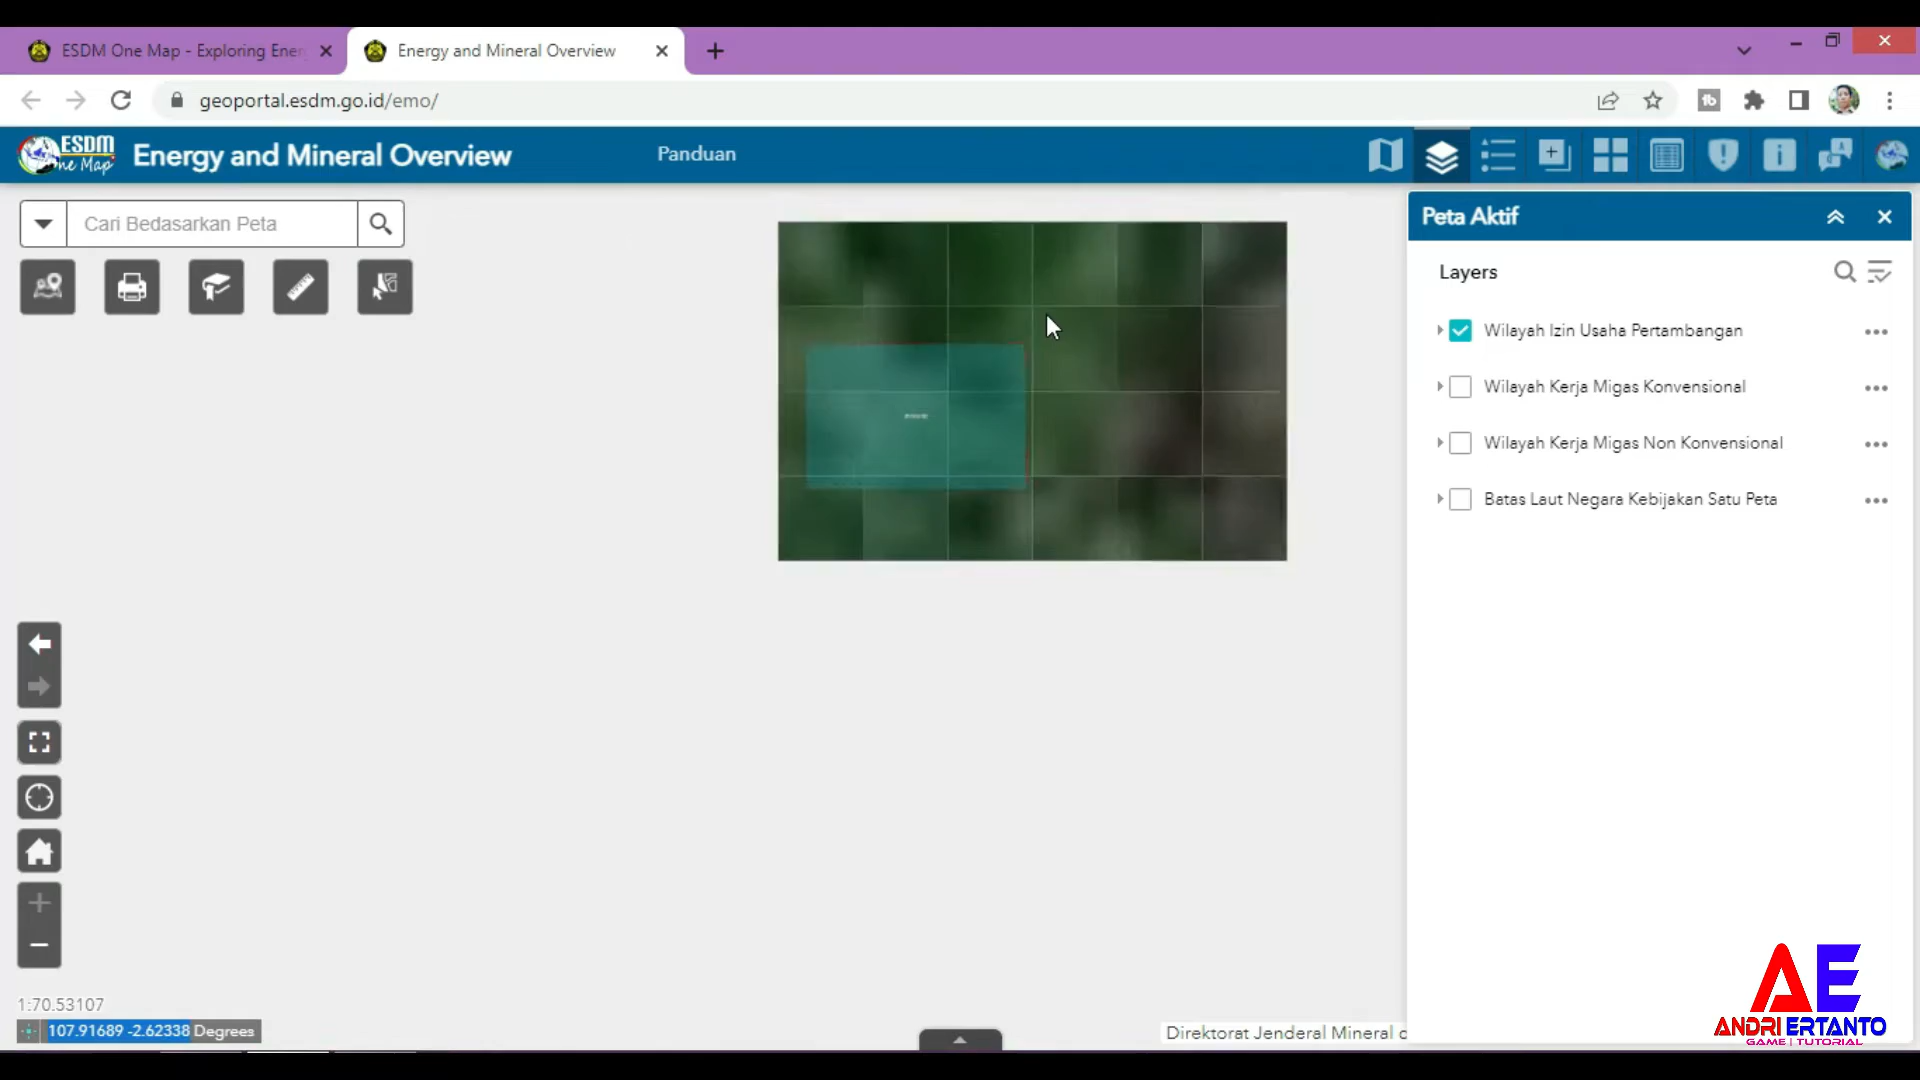 ESDM One Map - Exploring Ener
Energy and Mineral Overview
geoportal.esdm.go.id/emo/
ESDM
One Map
Energy and Mineral Overview
Panduan
Cari Bedasarkan Peta
Peta Aktif
Layers
Wilayah Izin Usaha Pertambangan
Wilayah Kerja Migas Konvensional
Wilayah Kerja Migas Non Konvensional
Batas Laut Negara Kebijakan Satu Peta
1:70.53107
107.91689 -2.62338 Degrees
Direktorat Jenderal Mineral
AE
ANDRI ERTANTO
GAME | TUTORIAL